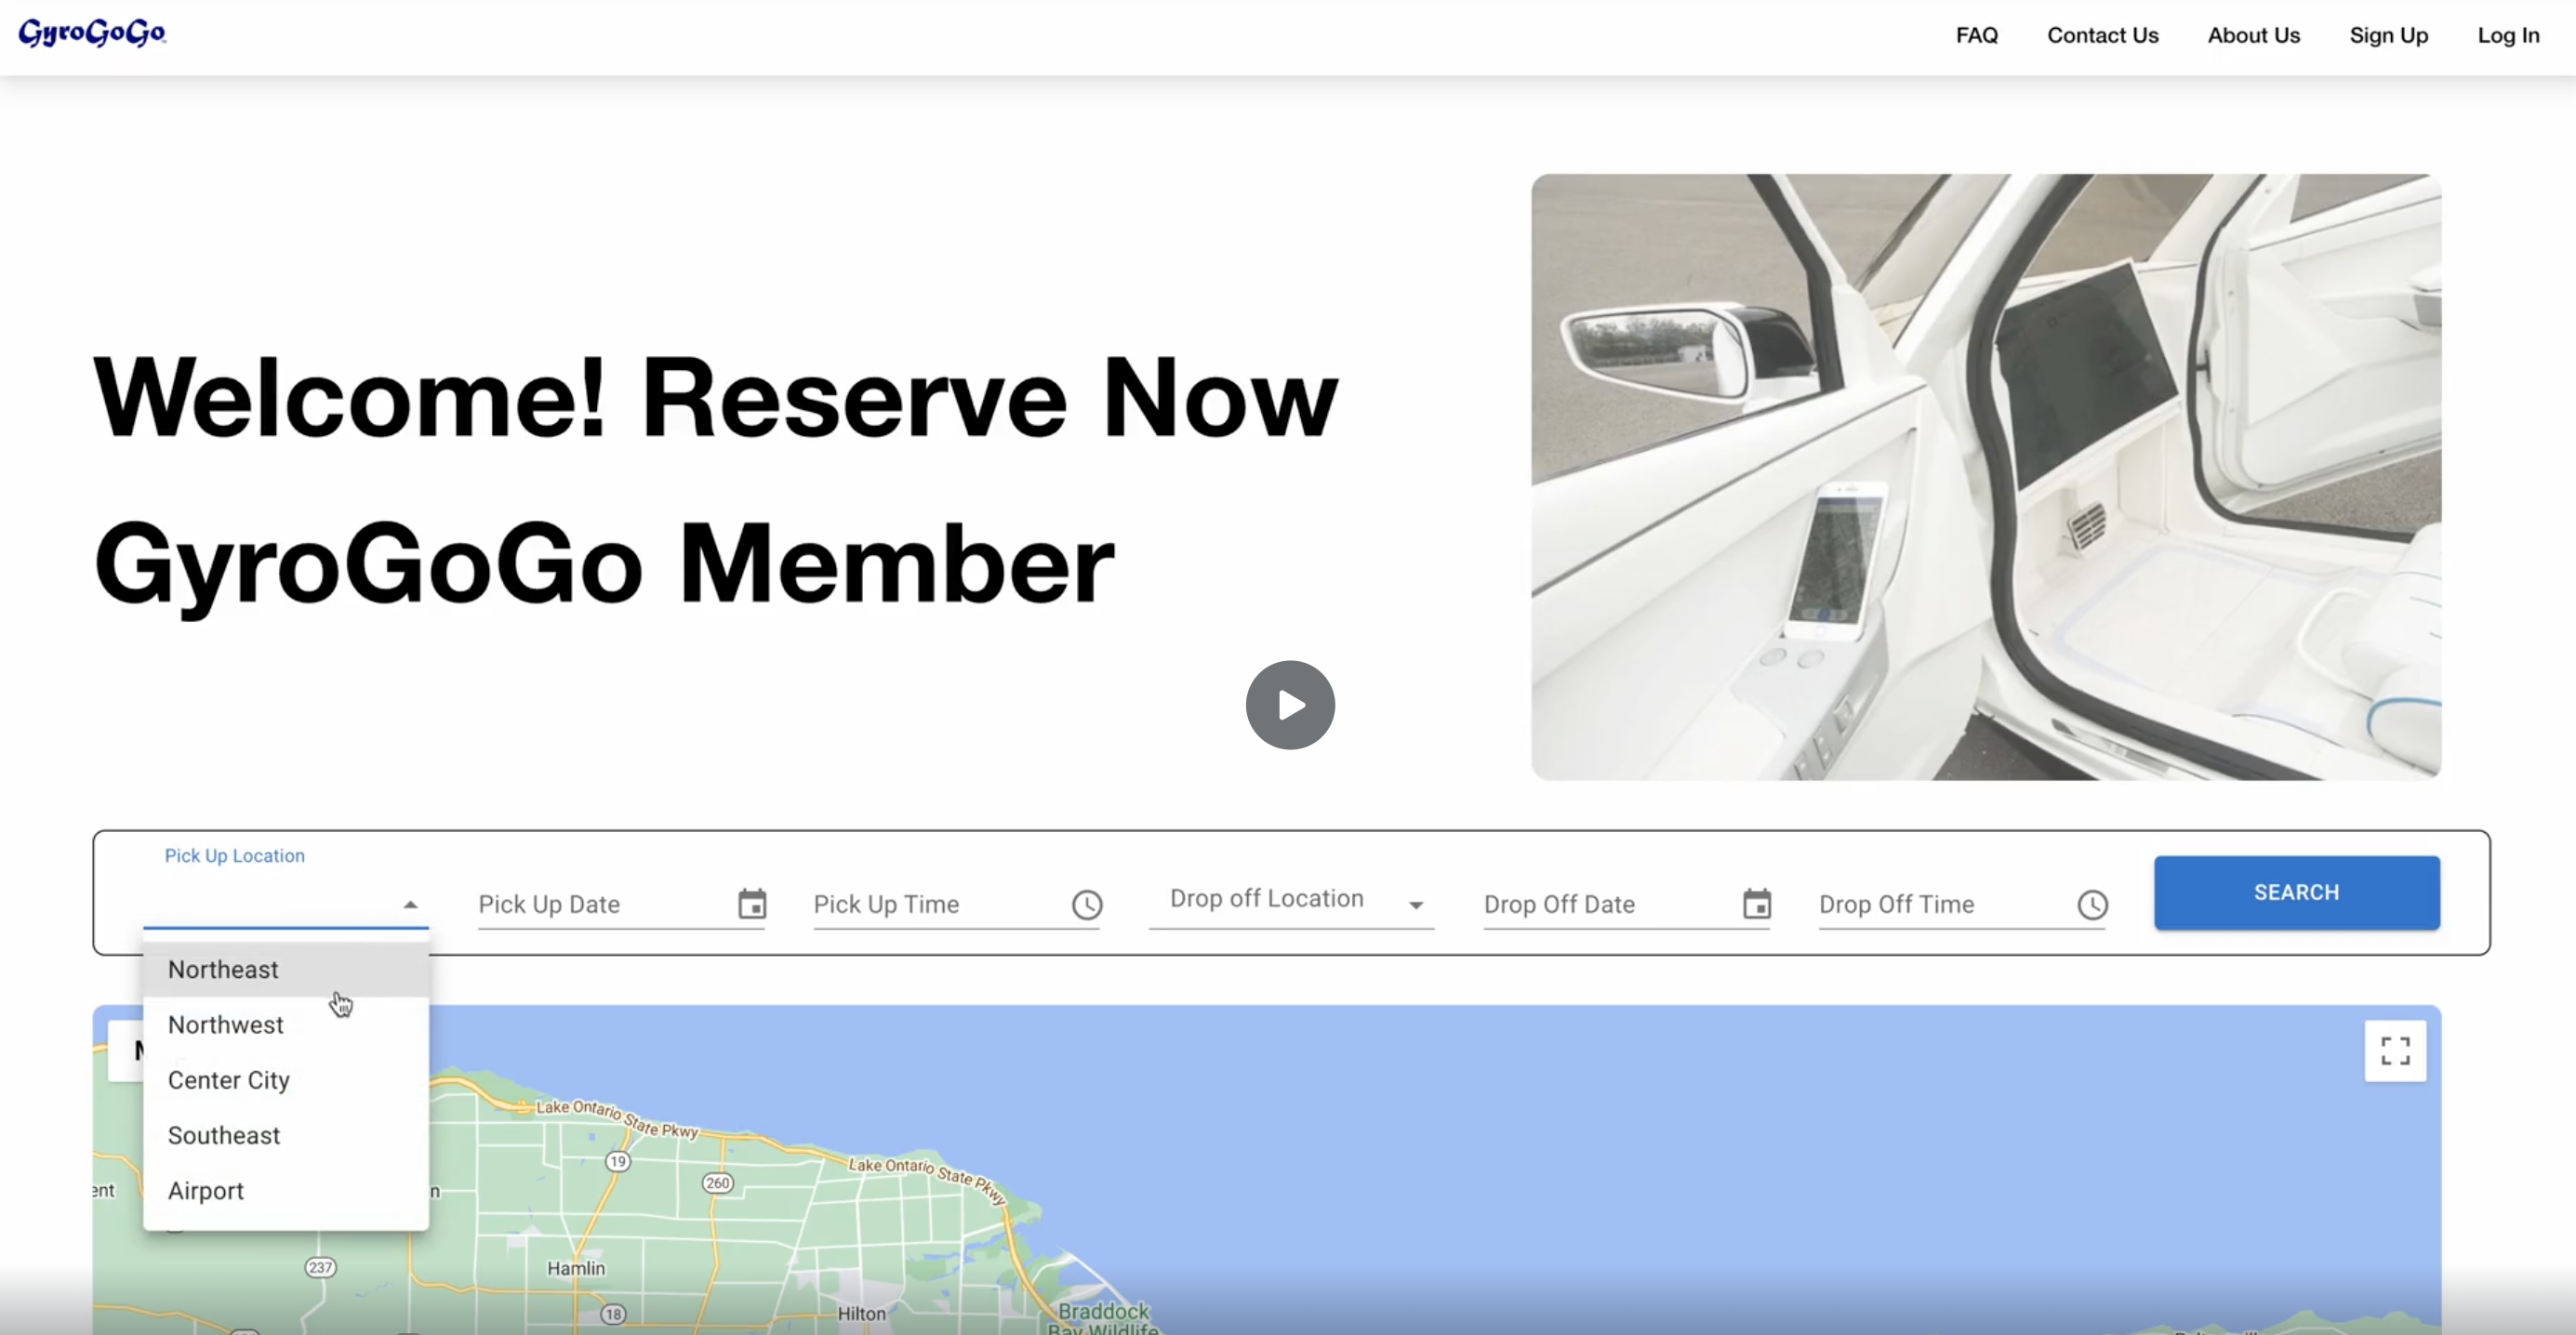 GyroGoGo
FAQ
Contact Us
About Us
Sign Up
Log In
Welcome! Reserve Now
GyroGoGo Member
Pick Up Location
Pick Up Date
Pick Up Time
Drop off Location
Drop Off Date
Drop Off Time
SEARCH
Northeast
Northwest
Center City
Southeast
Airport
Lake Ontario State Pkwy
Lake Ontario State Pkwy
19
260
237
Hamlin
18
Hilton
Braddock
Bay Wildlife